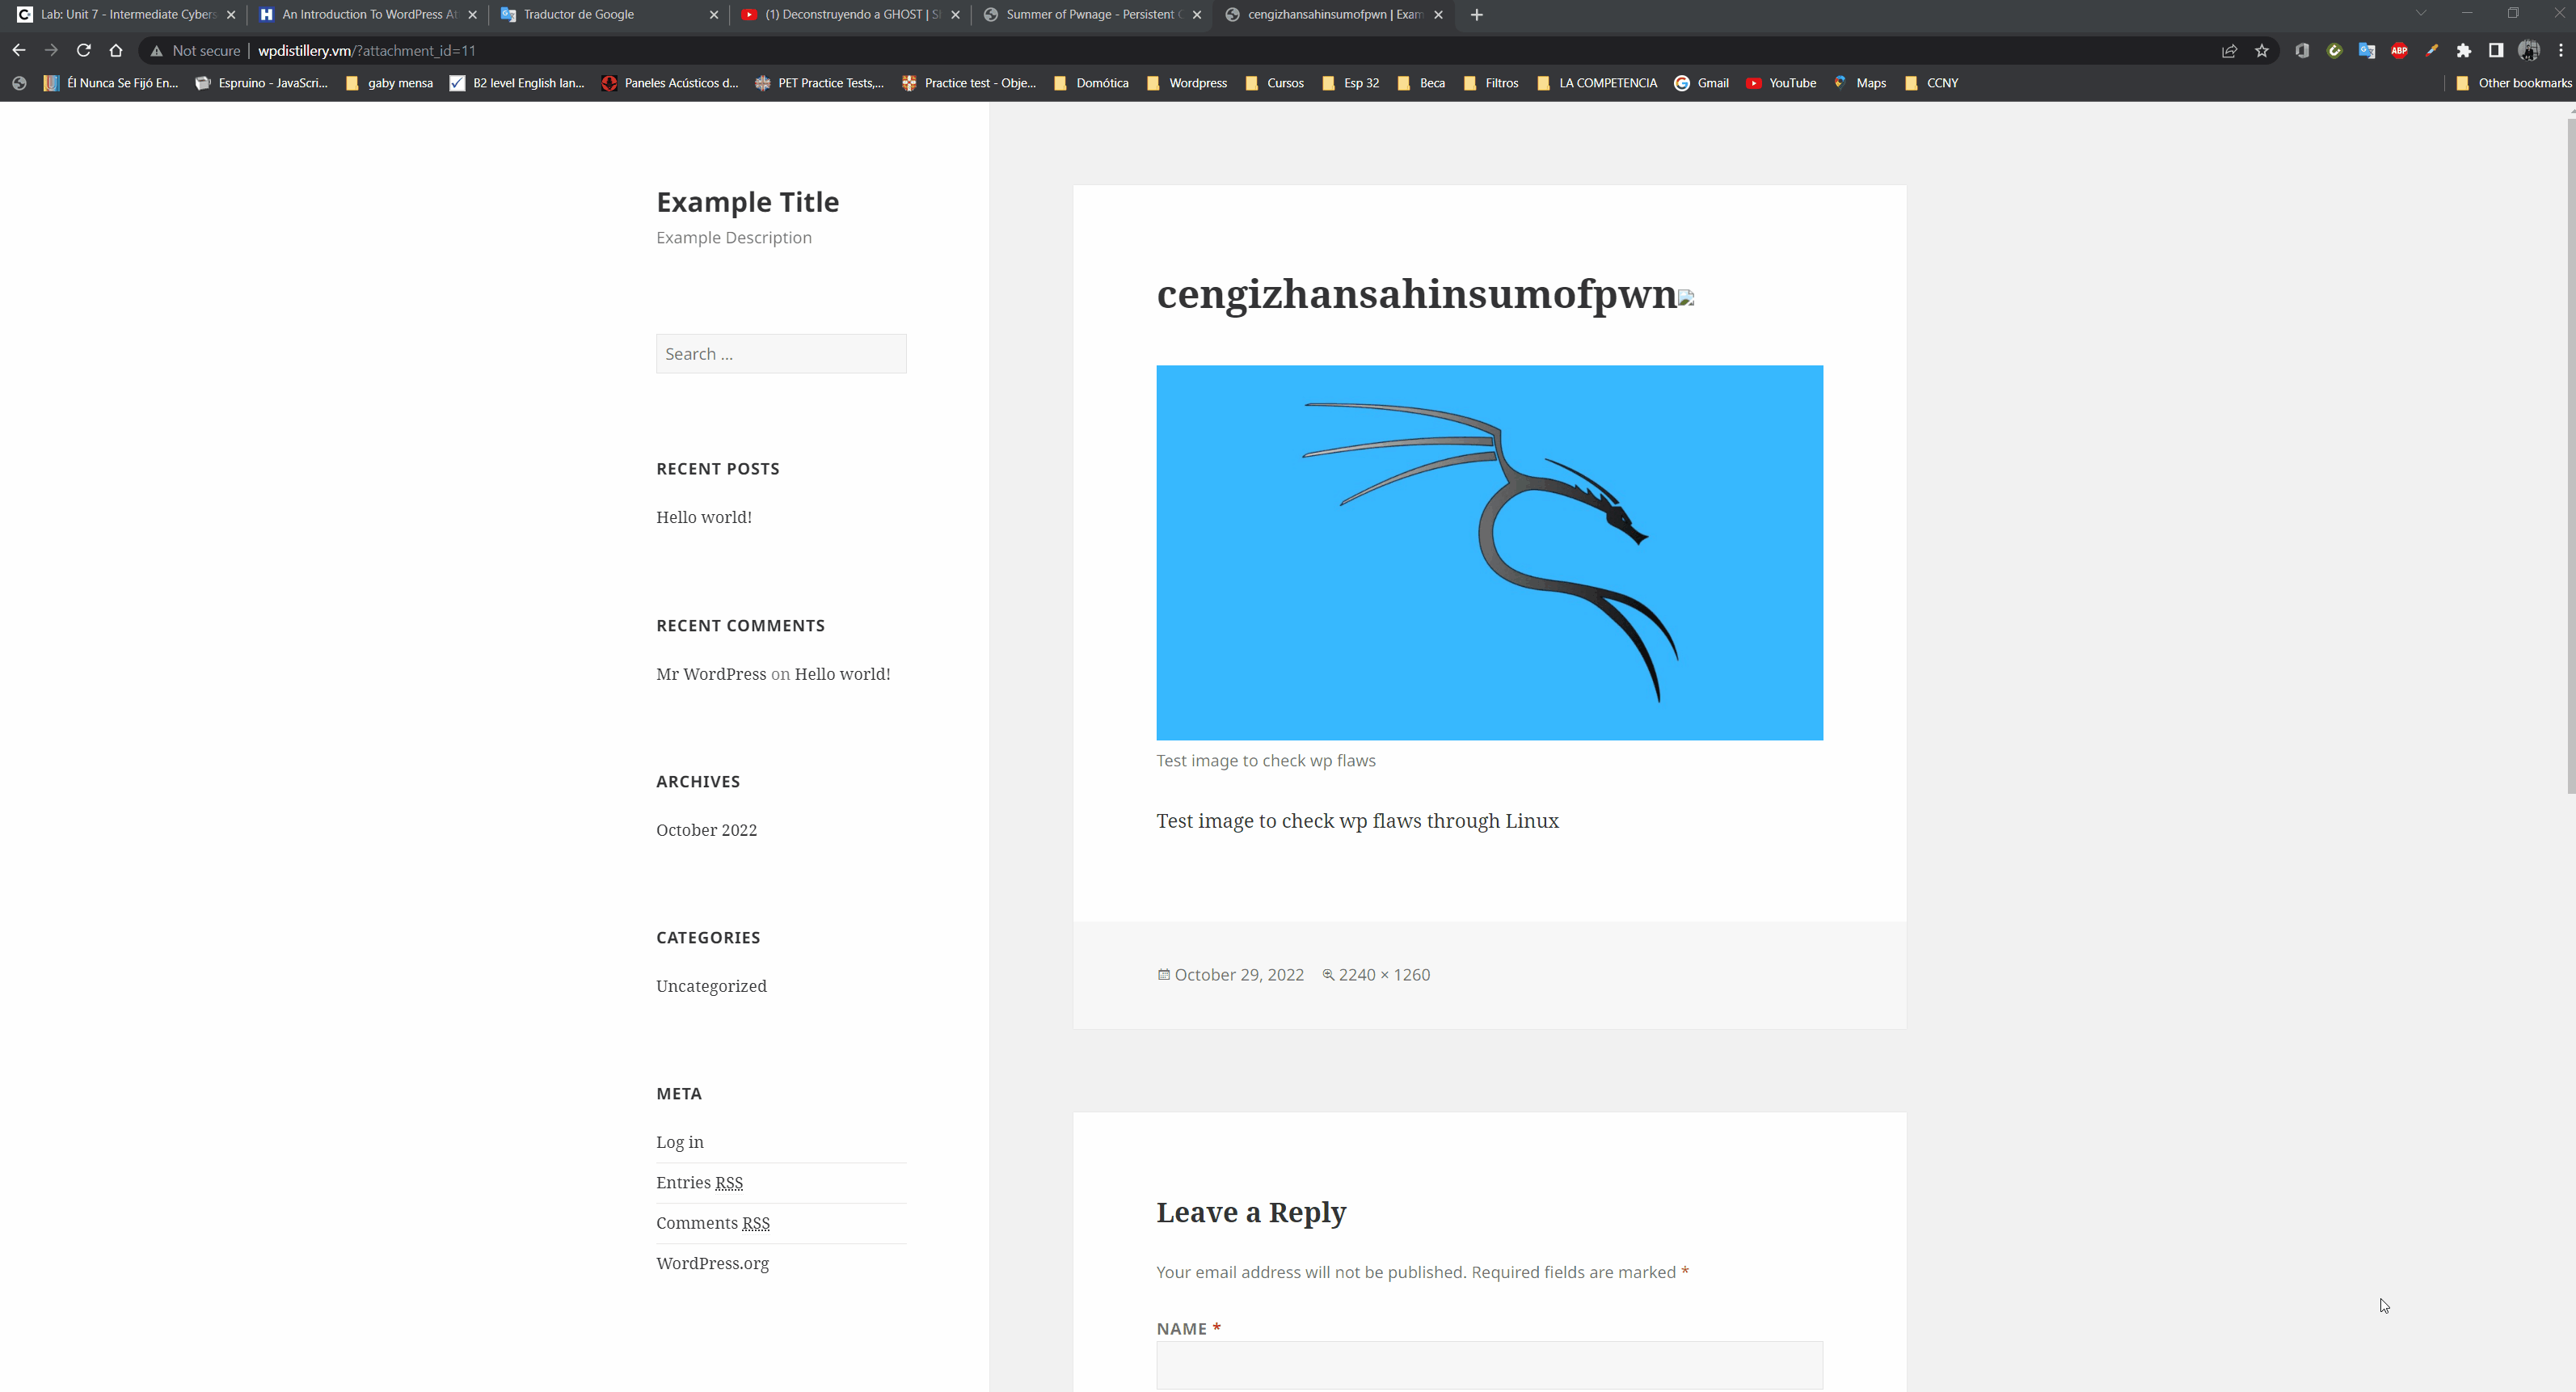 Lab: Unit 7 - Intermediate Cybers
An Introduction To WordPress At
Traductor de Google
(1) Deconstruyendo a GHOST | S
Summer of Pwnage - Persistent C
cengizhansahinsumofpwn | Exam
Not secure
wpdistillery.vm/?attachment_id=11
ABP
Él Nunca Se Fijó En...
Espruino - JavaScri...
gaby mensa
B2 level English lan...
Paneles Acústicos d...
PET Practice Tests,...
Practice test - Obje...
Domótica
Wordpress
Cursos
Esp 32
Beca
Filtros
LA COMPETENCIA
Gmail
YouTube
Maps
CCNY
Other bookmarks
Example Title
Example Description
Search ...
RECENT POSTS
Hello world!
RECENT COMMENTS
Mr WordPress on Hello world!
ARCHIVES
October 2022
CATEGORIES
Uncategorized
META
Log in
Entries RSS
Comments RSS
WordPress.org
cengizhansahinsumofpwn
Test image to check wp flaws
Test image to check wp flaws through Linux
October 29, 2022
2240 × 1260
Leave a Reply
Your email address will not be published. Required fields are marked *
NAME *